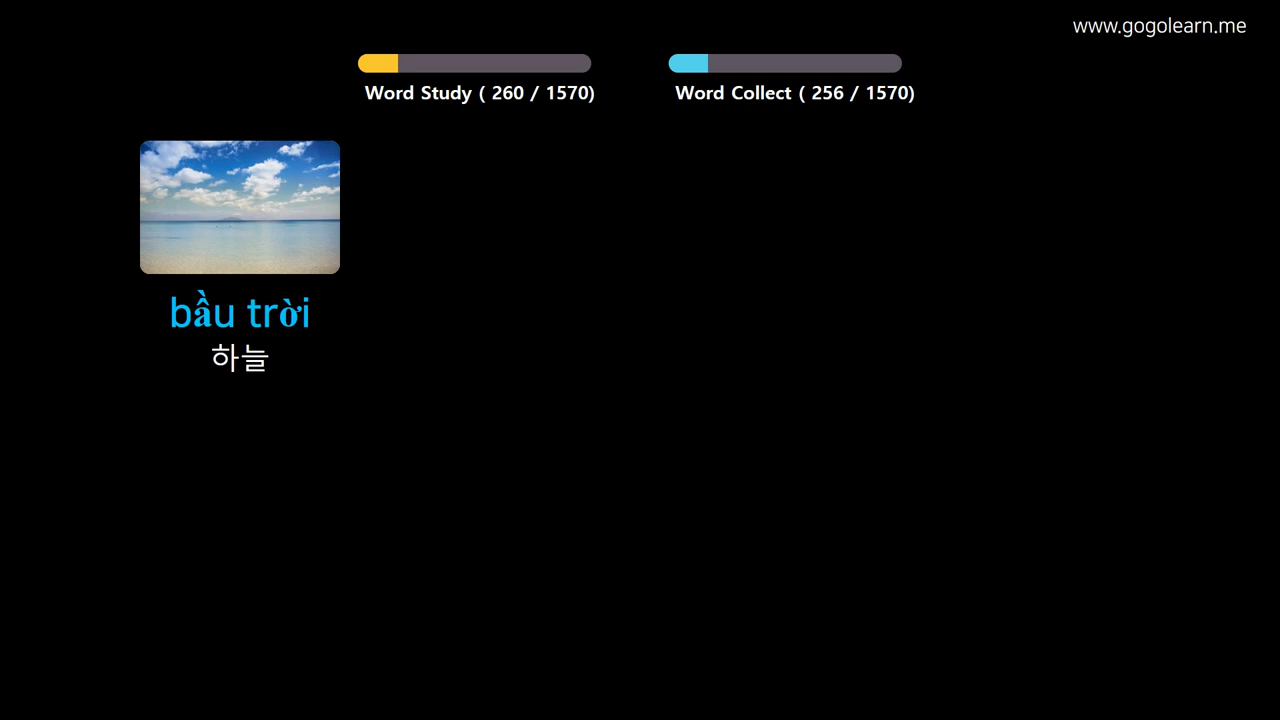 www.gogolearn.me
Word Study ( 260 / 1570)
Word Collect ( 256 / 1570)
bầu trời
하늘